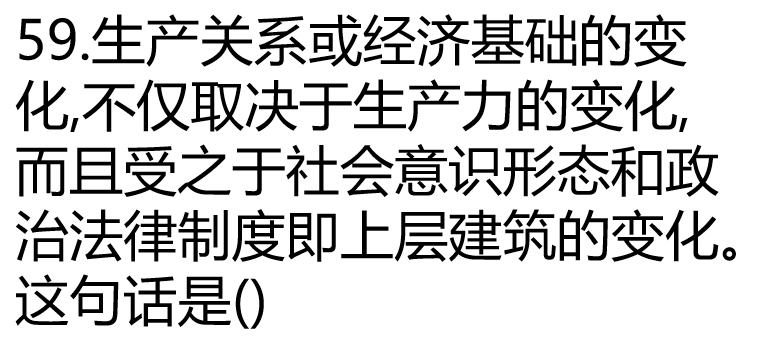 59.生产关系或经济基础的变
化,不仅取决于生产力的变化,
而且受之于社会意识形态和政
治法律制度即上层建筑的变化。
这句话是()